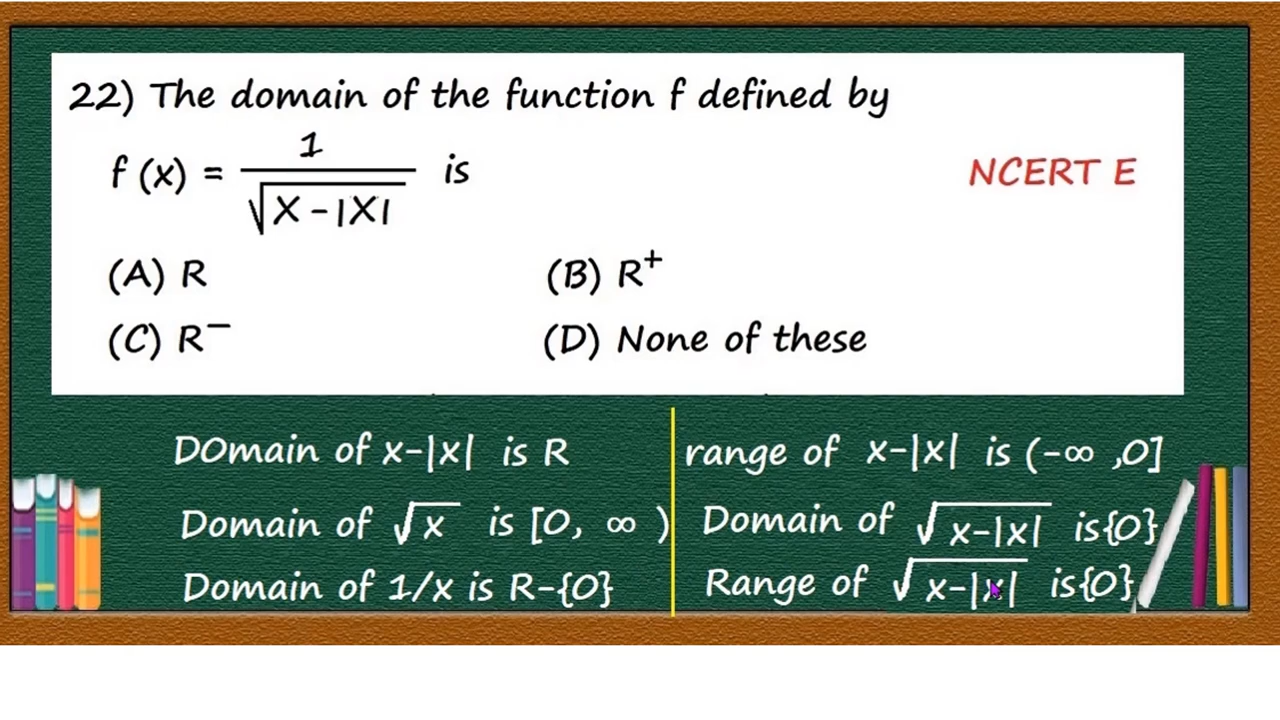 22) The domain of the function f defined by
f (x) = 1 / √X - |X| is
NCERT E
(A) R
(B) R⁺
(C) R⁻
(D) None of these
DOmain of x-|x| is R
Domain of √x is [0, ∞ )
Domain of 1/x is R-{0}
range of x-|x| is (-∞ ,0]
Domain of √x-|x| is{0}
Range of √x-|x| is{0}